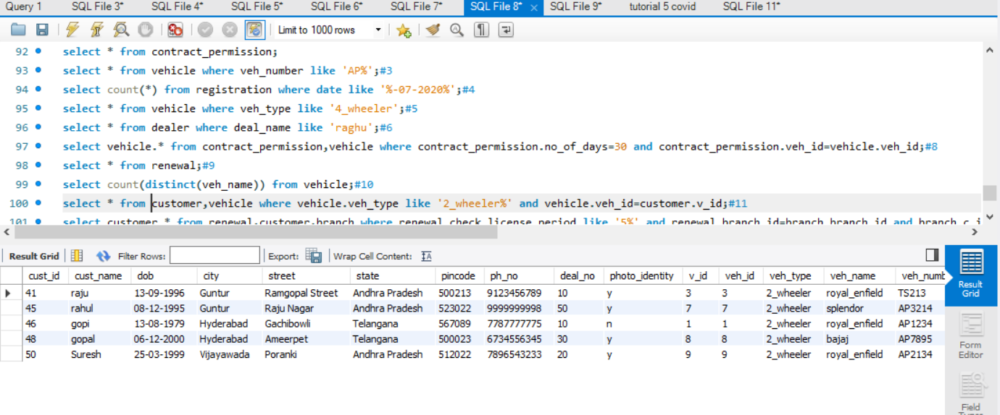 Query 1 SQL File 3* SQL File 4* SQL File 5* SQL File 6* SQL File 7* SQL File 8* × SQL File 9* tutorial 5 covid SQL File 11*
Limit to 1000 rows
92 select * from contract_permission;
93 select * from vehicle where veh_number like 'AP%';#3
94 select count(*) from registration where date like '%-07-2020%';#4
95 select * from vehicle where veh_type like '4_wheeler';#5
96 select * from dealer where deal_name like 'raghu';#6
97 select vehicle.* from contract_permission,vehicle where contract_permission.no_of_days=30 and contract_permission.veh_id=vehicle.veh_id;#8
98 select * from renewal;#9
99 select count(distinct(veh_name)) from vehicle;#10
100 select * from customer,vehicle where vehicle.veh_type like '2_wheeler%' and vehicle.veh_id=customer.v_id;#11
101 select customer.* from renewal,customer,branch where renewal.check_license_period like '5%' and renewal.branch_id=branch.branch_id and branch.c_i
Result Grid Filter Rows: Export: Wrap Cell Content: IA
cust_id cust_name dob city street state pincode ph_no deal_no photo_identity v_id veh_id veh_type veh_name veh_numb
41 raju 13-09-1996 Guntur Ramgopal Street Andhra Pradesh 500213 9123456789 10 y 3 3 2_wheeler royal_enfield TS213
45 rahul 08-12-1995 Guntur Raju Nagar Andhra Pradesh 523022 9999999998 50 y 7 7 2_wheeler splendor AP3214
46 gopi 13-08-1979 Hyderabad Gachibowli Telangana 567089 7787777775 10 n 1 1 2_wheeler royal_enfield AP1234
48 gopal 06-12-2000 Hyderabad Ameerpet Telangana 500023 6734556345 30 y 8 8 2_wheeler bajaj AP7895
50 Suresh 25-03-1999 Vijayawada Poranki Andhra Pradesh 512022 7896543233 20 y 9 9 2_wheeler royal_enfield AP2134
Result
Grid
Form
Editor
Field
Types